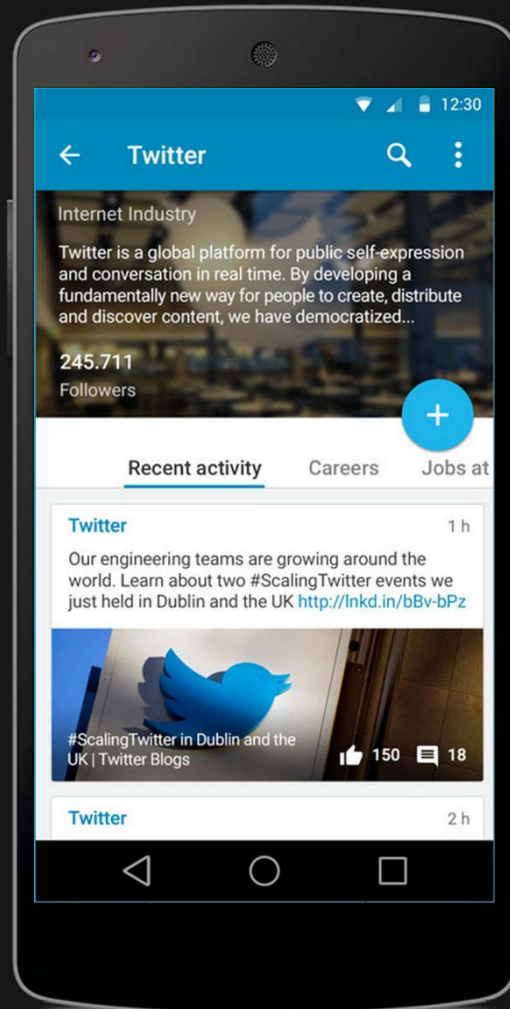 12:30
Twitter
Internet Industry
Twitter is a global platform for public self-expression
and conversation in real time. By developing a
fundamentally new way for people to create, distribute
and discover content, we have democratized...
245.711
Followers
Recent activity Careers Jobs at
Twitter 1 h
Our engineering teams are growing around the
world. Learn about two #ScalingTwitter events we
just held in Dublin and the UK http://lnkd.in/bBv-bPz
#ScalingTwitter in Dublin and the
UK | Twitter Blogs 150 18
Twitter 2 h